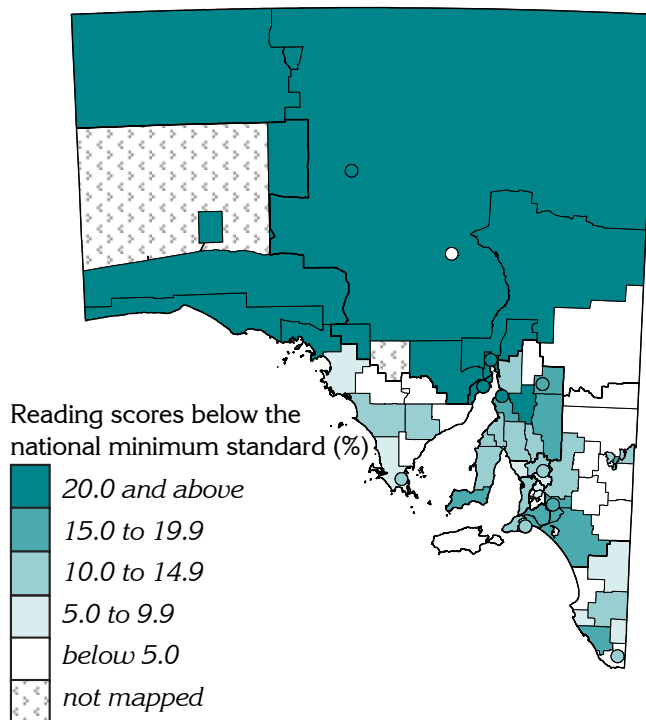 Reading scores below the
national minimum standard (%)
20.0 and above
15.0 to 19.9
10.0 to 14.9
5.0 to 9.9
below 5.0
not mapped